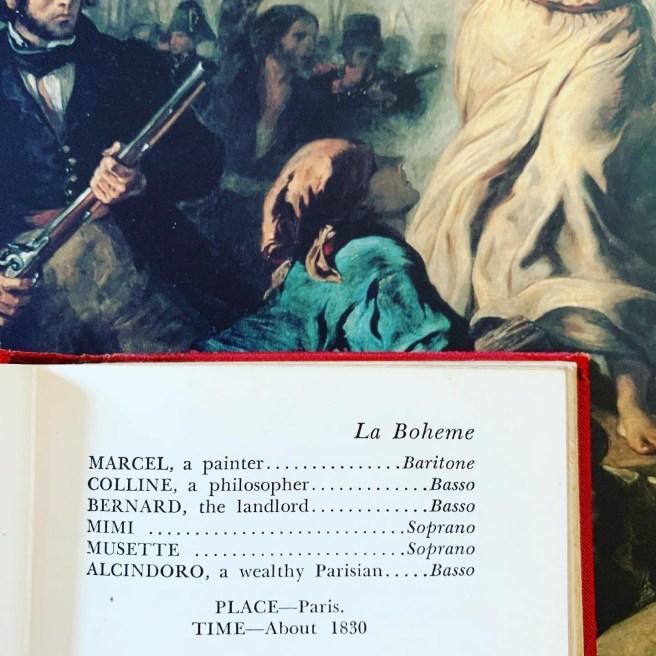 La Boheme
MARCEL, a painter...............Baritone
COLLINE, a philosopher.............Basso
BERNARD, the landlord.............Basso
MIMI ............................Soprano
MUSETTE .......................Soprano
ALCINDORO, a wealthy Parisian.....Basso
PLACE—Paris.
TIME—About 1830